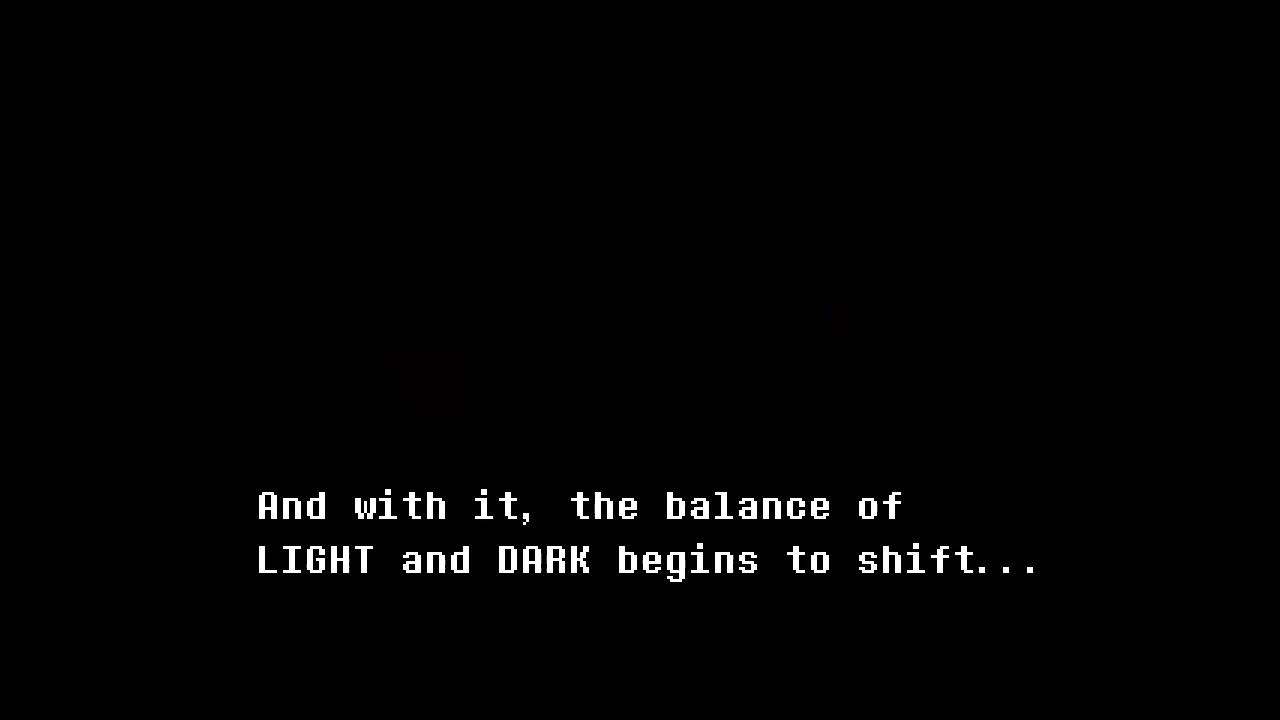 And with it, the balance of
LIGHT and DARK begins to shift...